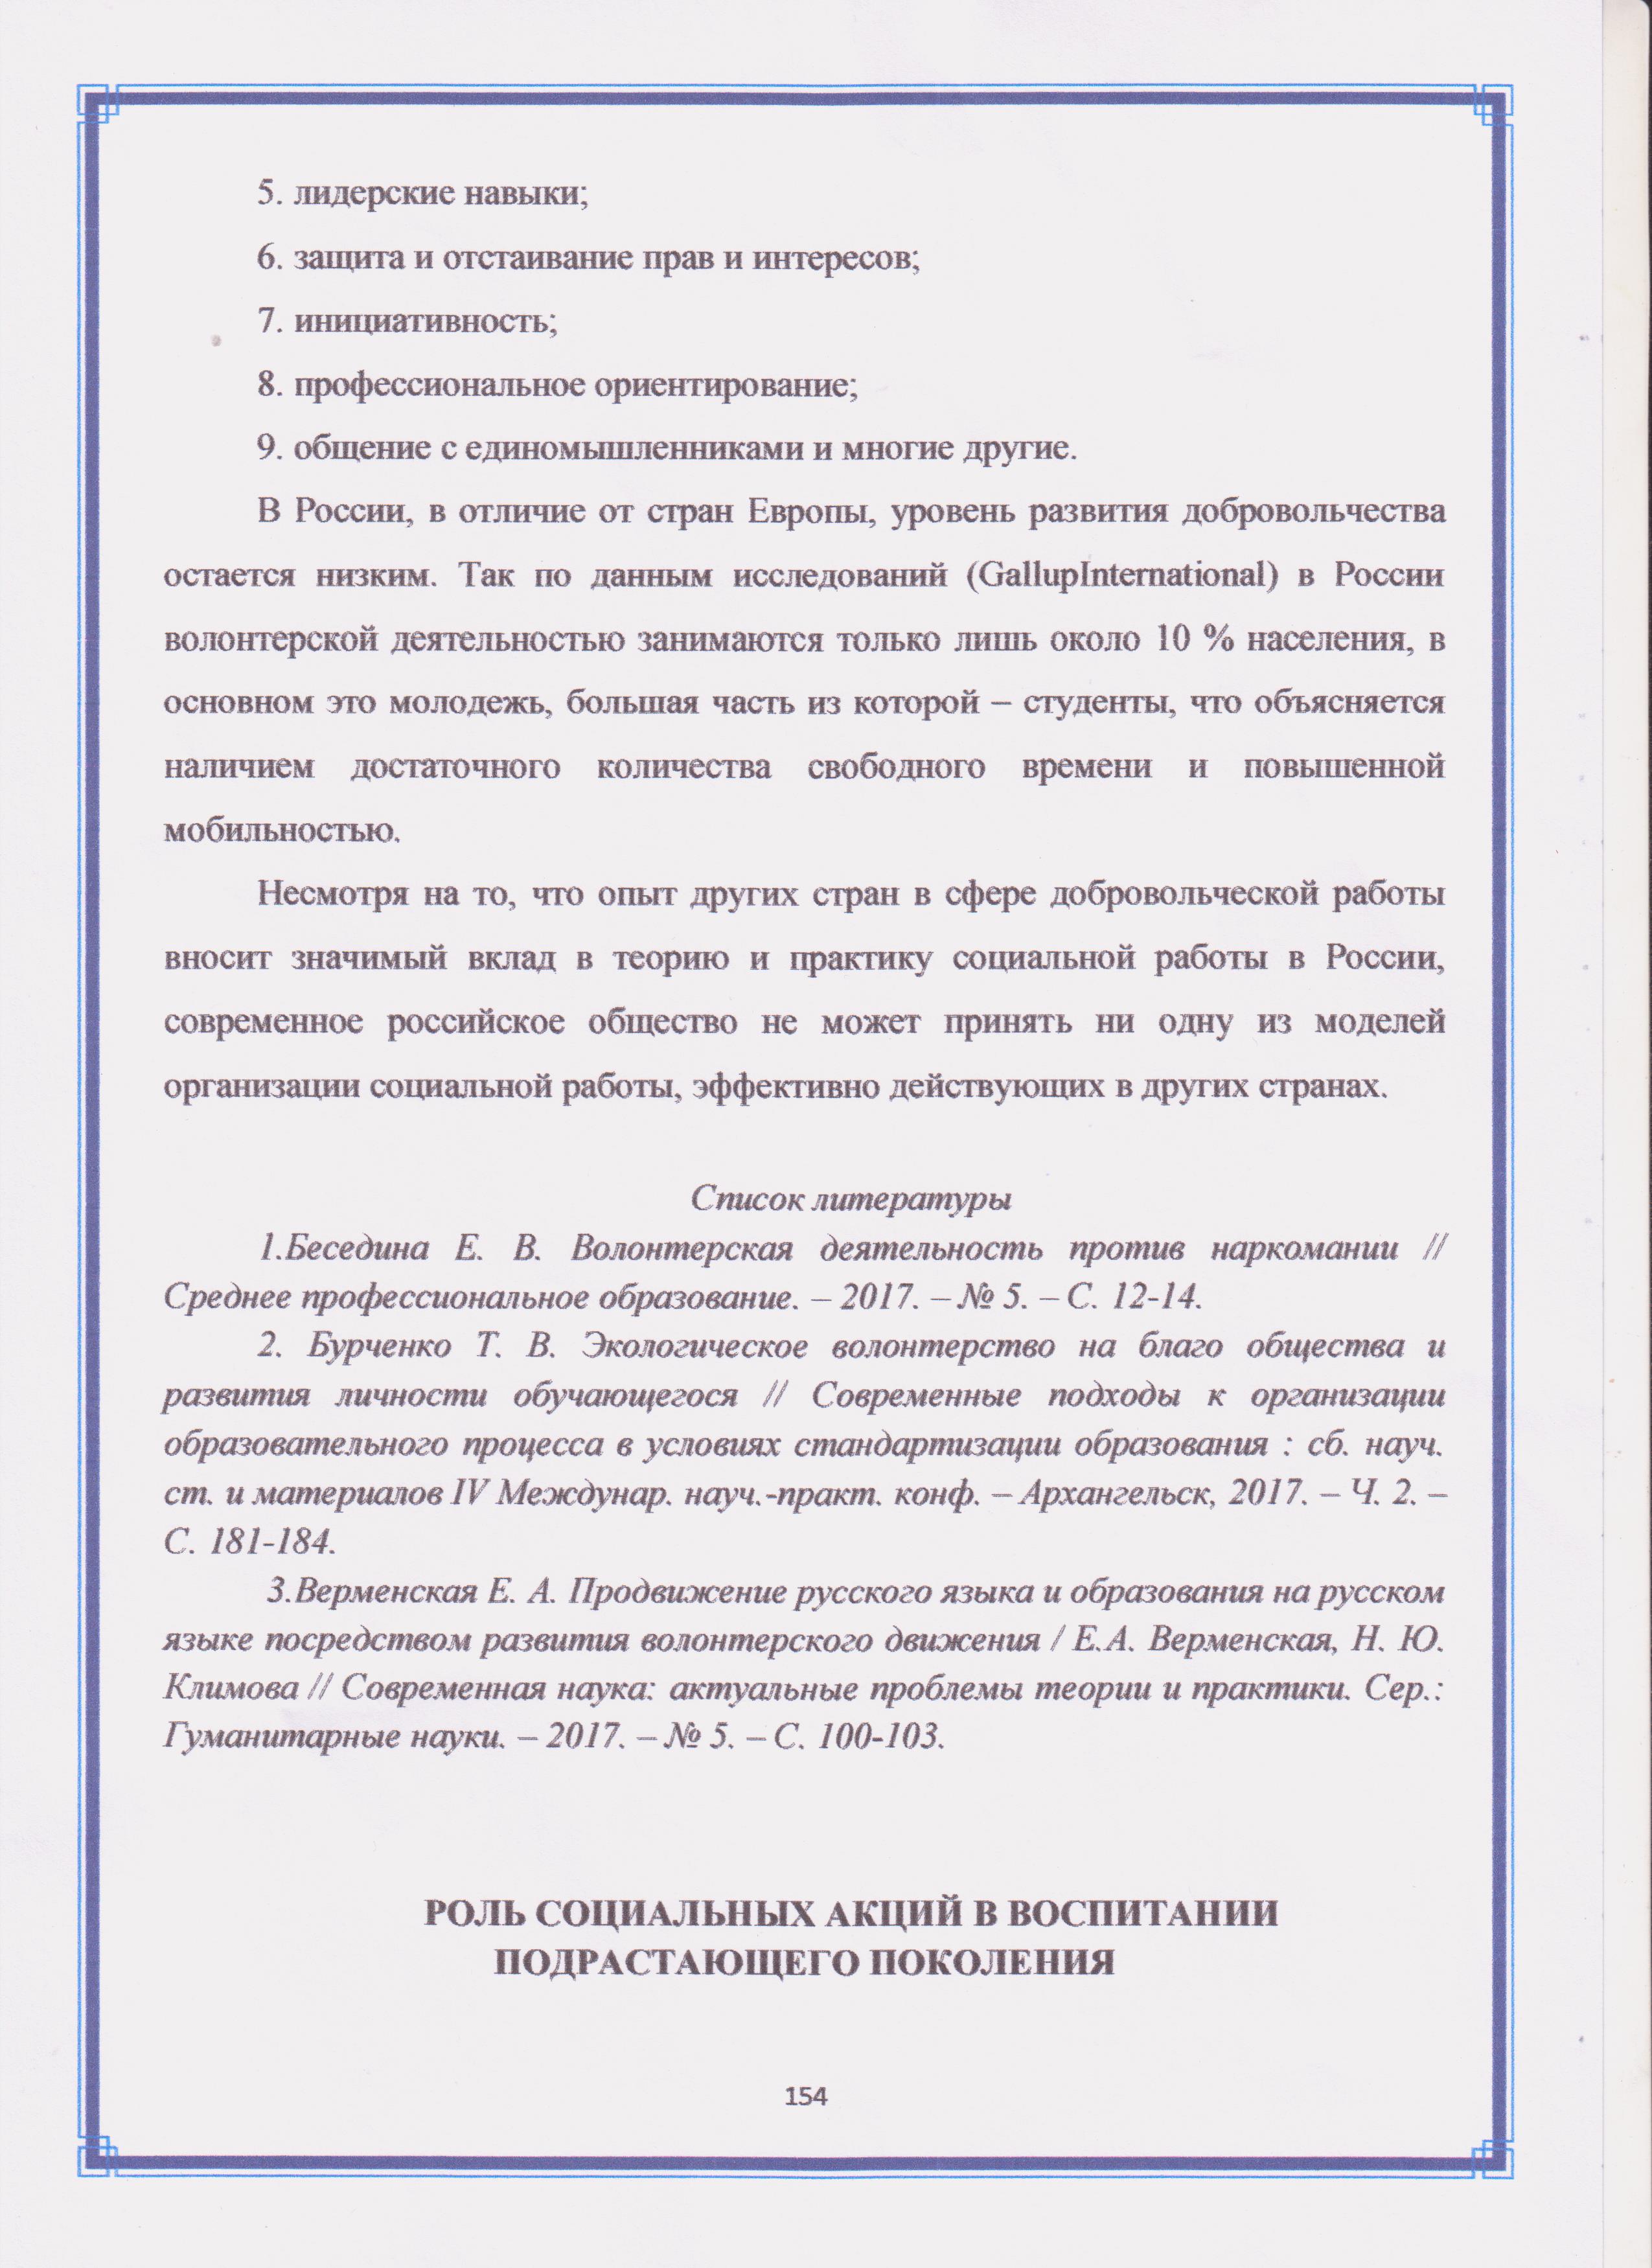 5. лидерские навыки;
6. защита и отстаивание прав и интересов;
7. инициативность;
8. профессиональное ориентирование;
9. общение с единомышленниками и многие другие.
В России, в отличие от стран Европы, уровень развития добровольчества
остается низким. Так по данным исследований (GallupInternational) в России
волонтерской деятельностью занимаются только лишь около 10 % населения, в
основном это молодежь, большая часть из которой – студенты, что объясняется
наличием достаточного количества свободного времени и повышенной
мобильностью.
Несмотря на то, что опыт других стран в сфере добровольческой работы
вносит значимый вклад в теорию и практику социальной работы в России,
современное российское общество не может принять ни одну из моделей
организации социальной работы, эффективно действующих в других странах.
Список литературы
1.Беседина Е. В. Волонтерская деятельность против наркомании //
Среднее профессиональное образование. – 2017. – № 5. – С. 12-14.
2. Бурченко Т. В. Экологическое волонтерство на благо общества и
развития личности обучающегося // Современные подходы к организации
образовательного процесса в условиях стандартизации образования : сб. науч.
ст. и материалов IV Междунар. науч.-практ. конф. – Архангельск, 2017. – Ч. 2. –
С. 181-184.
3.Верменская Е. А. Продвижение русского языка и образования на русском
языке посредством развития волонтерского движения / Е.А. Верменская, Н. Ю.
Климова // Современная наука: актуальные проблемы теории и практики. Сер.:
Гуманитарные науки. – 2017. – № 5. – С. 100-103.
РОЛЬ СОЦИАЛЬНЫХ АКЦИЙ В ВОСПИТАНИИ
ПОДРАСТАЮЩЕГО ПОКОЛЕНИЯ
154